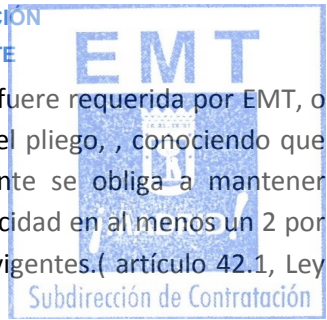 CIÓN
TE
EMT
fuere requerida por EMT, o
el pliego, , conociendo que
nte se obliga a mantener
cidad en al menos un 2 por
vigentes.( artículo 42.1, Ley
Subdirección de Contratación